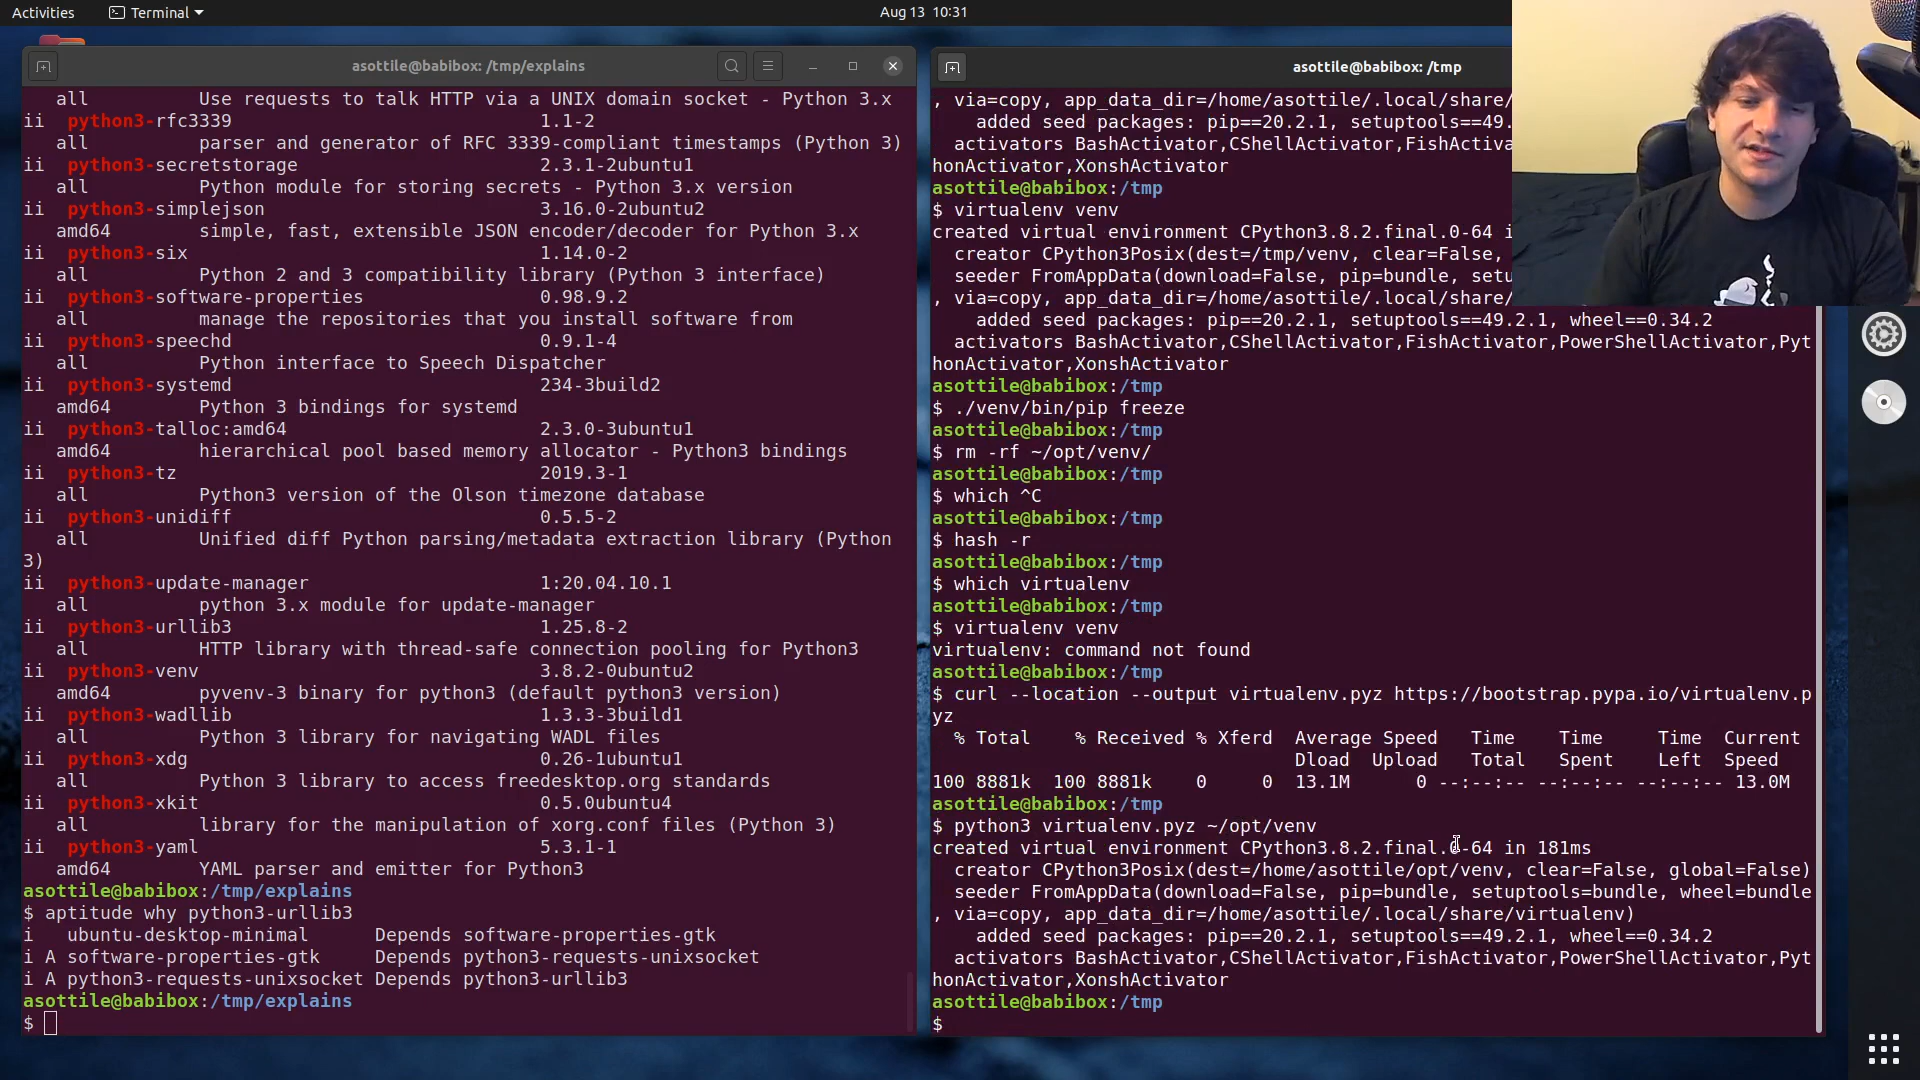 Activities
Terminal
Aug 13 10:31
asottile@babibox: /tmp/explains
all Use requests to talk HTTP via a UNIX domain socket - Python 3.x
ii python3-rfc3339 1.1-2
all parser and generator of RFC 3339-compliant timestamps (Python 3)
ii python3-secretstorage 2.3.1-2ubuntu1
all Python module for storing secrets - Python 3.x version
ii python3-simplejson 3.16.0-2ubuntu2
amd64 simple, fast, extensible JSON encoder/decoder for Python 3.x
ii python3-six 1.14.0-2
all Python 2 and 3 compatibility library (Python 3 interface)
ii python3-software-properties 0.98.9.2
all manage the repositories that you install software from
ii python3-speechd 0.9.1-4
all Python interface to Speech Dispatcher
ii python3-systemd 234-3build2
amd64 Python 3 bindings for systemd
ii python3-talloc:amd64 2.3.0-3ubuntu1
amd64 hierarchical pool based memory allocator - Python3 bindings
ii python3-tz 2019.3-1
all Python3 version of the Olson timezone database
ii python3-unidiff 0.5.5-2
all Unified diff Python parsing/metadata extraction library (Python
3)
ii python3-update-manager 1:20.04.10.1
all python 3.x module for update-manager
ii python3-urllib3 1.25.8-2
all HTTP library with thread-safe connection pooling for Python3
ii python3-venv 3.8.2-0ubuntu2
amd64 pyvenv-3 binary for python3 (default python3 version)
ii python3-wadllib 1.3.3-3build1
all Python 3 library for navigating WADL files
ii python3-xdg 0.26-1ubuntu1
all Python 3 library to access freedesktop.org standards
ii python3-xkit 0.5.0ubuntu4
all library for the manipulation of xorg.conf files (Python 3)
ii python3-yaml 5.3.1-1
amd64 YAML parser and emitter for Python3
asottile@babibox:/tmp/explains
$ aptitude why python3-urllib3
i ubuntu-desktop-minimal Depends software-properties-gtk
i A software-properties-gtk Depends python3-requests-unixsocket
i A python3-requests-unixsocket Depends python3-urllib3
asottile@babibox:/tmp/explains
$
asottile@babibox: /tmp
, via=copy, app_data_dir=/home/asottile/.local/share/
added seed packages: pip==20.2.1, setuptools==49.
activators BashActivator,CShellActivator,FishActiva
honActivator,XonshActivator
asottile@babibox:/tmp
$ virtualenv venv
created virtual environment CPython3.8.2.final.0-64 i
creator CPython3Posix(dest=/tmp/venv, clear=False,
seeder FromAppData(download=False, pip=bundle, setu
, via=copy, app_data_dir=/home/asottile/.local/share/
added seed packages: pip==20.2.1, setuptools==49.2.1, wheel==0.34.2
activators BashActivator,CShellActivator,FishActivator,PowerShellActivator,Pyt
honActivator,XonshActivator
asottile@babibox:/tmp
$ ./venv/bin/pip freeze
asottile@babibox:/tmp
$ rm -rf ~/opt/venv/
asottile@babibox:/tmp
$ which ^C
asottile@babibox:/tmp
$ hash -r
asottile@babibox:/tmp
$ which virtualenv
asottile@babibox:/tmp
$ virtualenv venv
virtualenv: command not found
asottile@babibox:/tmp
$ curl --location --output virtualenv.pyz https://bootstrap.pypa.io/virtualenv.p
yz
% Total % Received % Xferd Average Speed Time Time Time Current
Dload Upload Total Spent Left Speed
100 8881k 100 8881k 0 0 13.1M 0 --:--:-- --:--:-- --:--:-- 13.0M
asottile@babibox:/tmp
$ python3 virtualenv.pyz ~/opt/venv
created virtual environment CPython3.8.2.final.0-64 in 181ms
creator CPython3Posix(dest=/home/asottile/opt/venv, clear=False, global=False)
seeder FromAppData(download=False, pip=bundle, setuptools=bundle, wheel=bundle
, via=copy, app_data_dir=/home/asottile/.local/share/virtualenv)
added seed packages: pip==20.2.1, setuptools==49.2.1, wheel==0.34.2
activators BashActivator,CShellActivator,FishActivator,PowerShellActivator,Pyt
honActivator,XonshActivator
asottile@babibox:/tmp
$